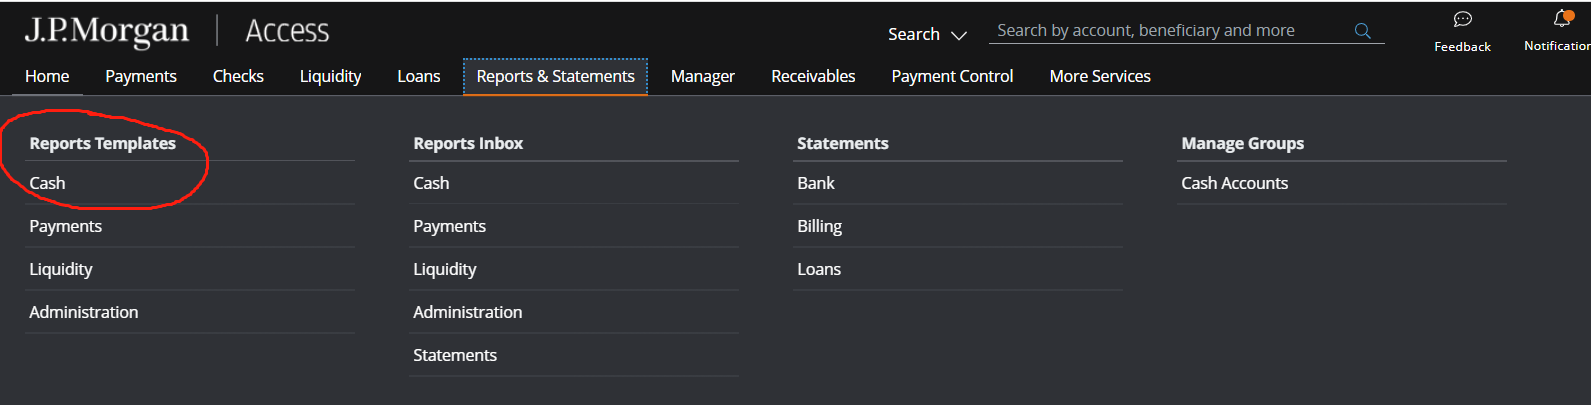 J.P.Morgan | Access
Search
Search by account, beneficiary and more
Feedback
Notification
Home Payments Checks Liquidity Loans Reports & Statements Manager Receivables Payment Control More Services
Reports Templates
Cash
Payments
Liquidity
Administration
Reports Inbox
Cash
Payments
Liquidity
Administration
Statements
Statements
Bank
Billing
Loans
Manage Groups
Cash Accounts